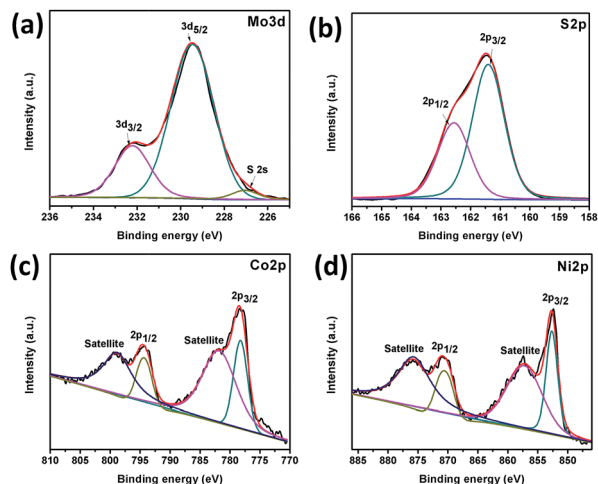 (a)
Mo3d
3d5/2
3d3/2
S 2s
Intensity (a.u.)
236 234 232 230 228 226
Binding energy (eV)
(b)
S2p
2p3/2
2p1/2
Intensity (a.u.)
166 165 164 163 162 161 160 159 158
Binding energy (eV)
(c)
Co2p
2p3/2
Satellite
2p1/2
Satellite
Intensity (a.u.)
810 805 800 795 790 785 780 775 770
Binding energy (eV)
(d)
Ni2p
2p3/2
Satellite
2p1/2
Satellite
Intensity (a.u.)
885 880 875 870 865 860 855 850
Binding energy (eV)